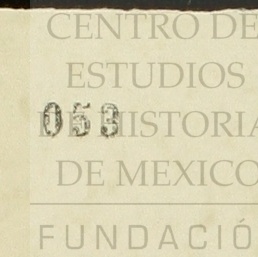 CENTRO DE
ESTUDIOS
053
HISTORIA
DE MEXICO
FUNDACIÓ